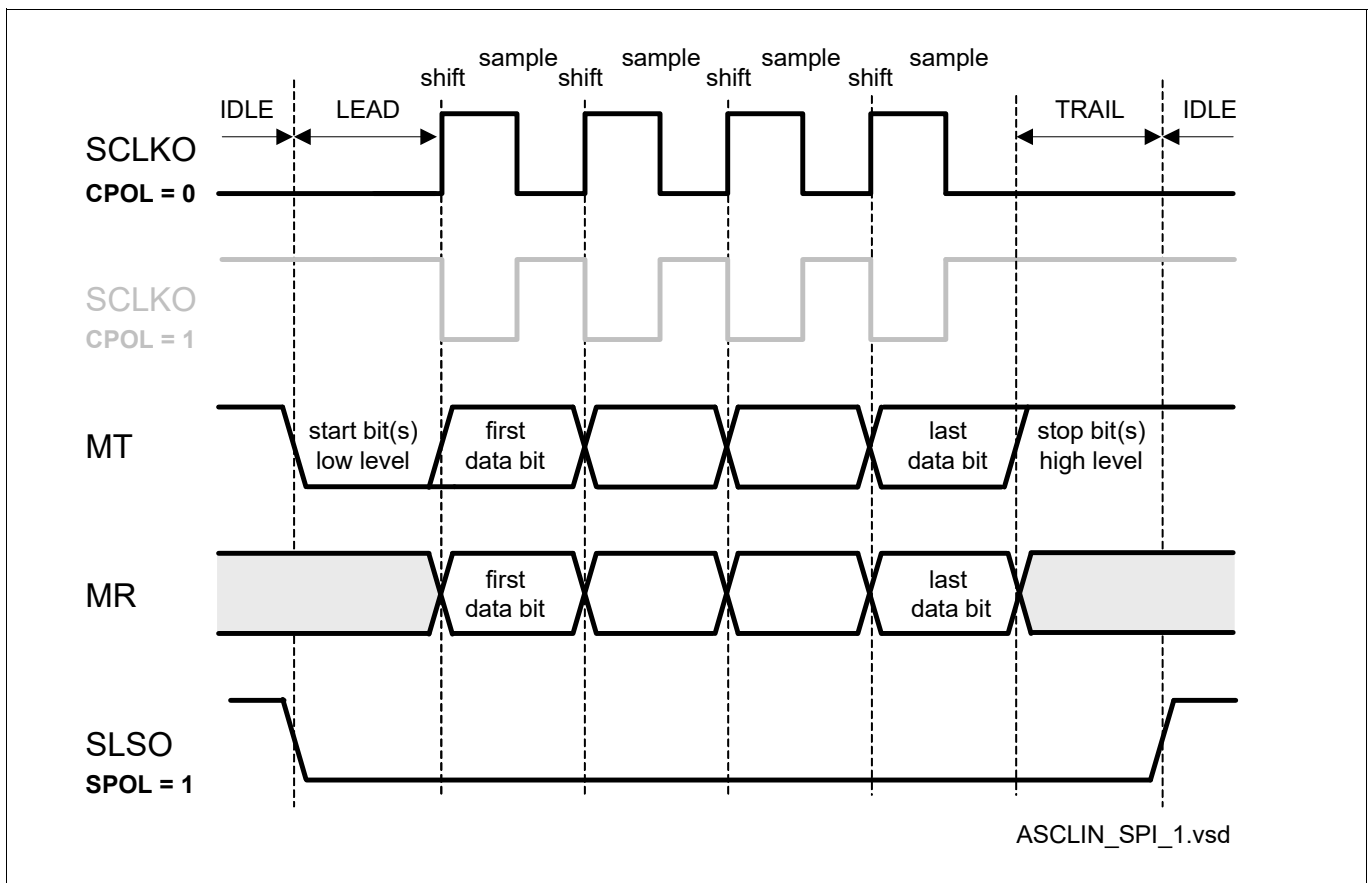 sample sample sample sample
shift shift shift shift
IDLE LEAD TRAIL IDLE
SCLKO
CPOL = 0
SCLKO
CPOL = 1
MT
start bit(s)
low level
first
data bit
last
data bit
stop bit(s)
high level
MR
first
data bit
last
data bit
SLSO
SPOL = 1
ASCLIN_SPI_1.vsd